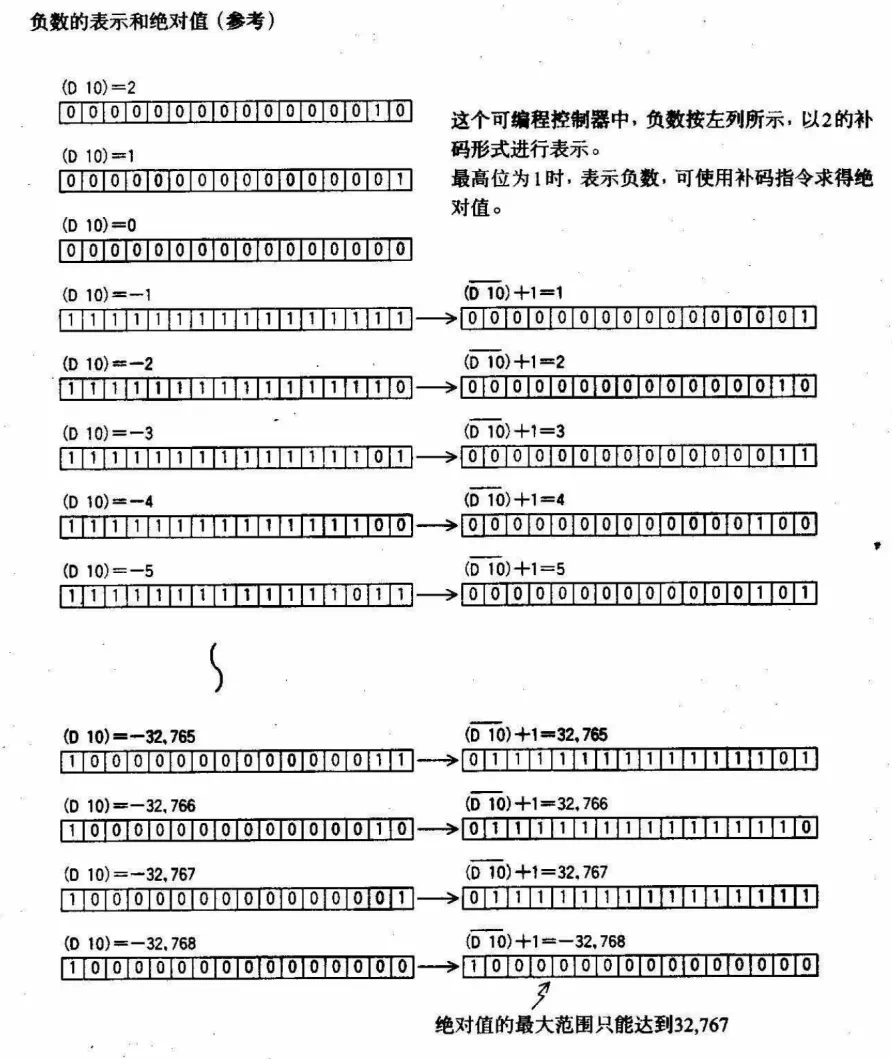 负数的表示和绝对值（参考）
(D 10)=2
0 0 0 0 0 0 0 0 0 0 0 0 0 0 1 0
这个可编程控制器中，负数按左列所示，以2的补
码形式进行表示。
最高位为1时，表示负数，可使用补码指令求得绝
对值。
(D 10)=1
0 0 0 0 0 0 0 0 0 0 0 0 0 0 0 1
(D 10)=0
0 0 0 0 0 0 0 0 0 0 0 0 0 0 0 0
(D 10)=−1
1 1 1 1 1 1 1 1 1 1 1 1 1 1 1 1
(D 10)+1=1
0 0 0 0 0 0 0 0 0 0 0 0 0 0 0 1
(D 10)=−2
1 1 1 1 1 1 1 1 1 1 1 1 1 1 1 0
(D 10)+1=2
0 0 0 0 0 0 0 0 0 0 0 0 0 0 1 0
(D 10)=−3
1 1 1 1 1 1 1 1 1 1 1 1 1 1 0 1
(D 10)+1=3
0 0 0 0 0 0 0 0 0 0 0 0 0 0 1 1
(D 10)=−4
1 1 1 1 1 1 1 1 1 1 1 1 1 1 0 0
(D 10)+1=4
0 0 0 0 0 0 0 0 0 0 0 0 0 1 0 0
(D 10)=−5
1 1 1 1 1 1 1 1 1 1 1 1 1 0 1 1
(D 10)+1=5
0 0 0 0 0 0 0 0 0 0 0 0 0 1 0 1
(D 10)=−32,765
1 0 0 0 0 0 0 0 0 0 0 0 0 0 1 1
(D 10)+1=32,765
0 1 1 1 1 1 1 1 1 1 1 1 1 1 0 1
(D 10)=−32,766
1 0 0 0 0 0 0 0 0 0 0 0 0 0 1 0
(D 10)+1=32,766
0 1 1 1 1 1 1 1 1 1 1 1 1 1 1 0
(D 10)=−32,767
1 0 0 0 0 0 0 0 0 0 0 0 0 0 0 1
(D 10)+1=32,767
0 1 1 1 1 1 1 1 1 1 1 1 1 1 1 1
(D 10)=−32,768
1 0 0 0 0 0 0 0 0 0 0 0 0 0 0 0
(D 10)+1=−32,768
1 0 0 0 0 0 0 0 0 0 0 0 0 0 0 0
绝对值的最大范围只能达到32,767